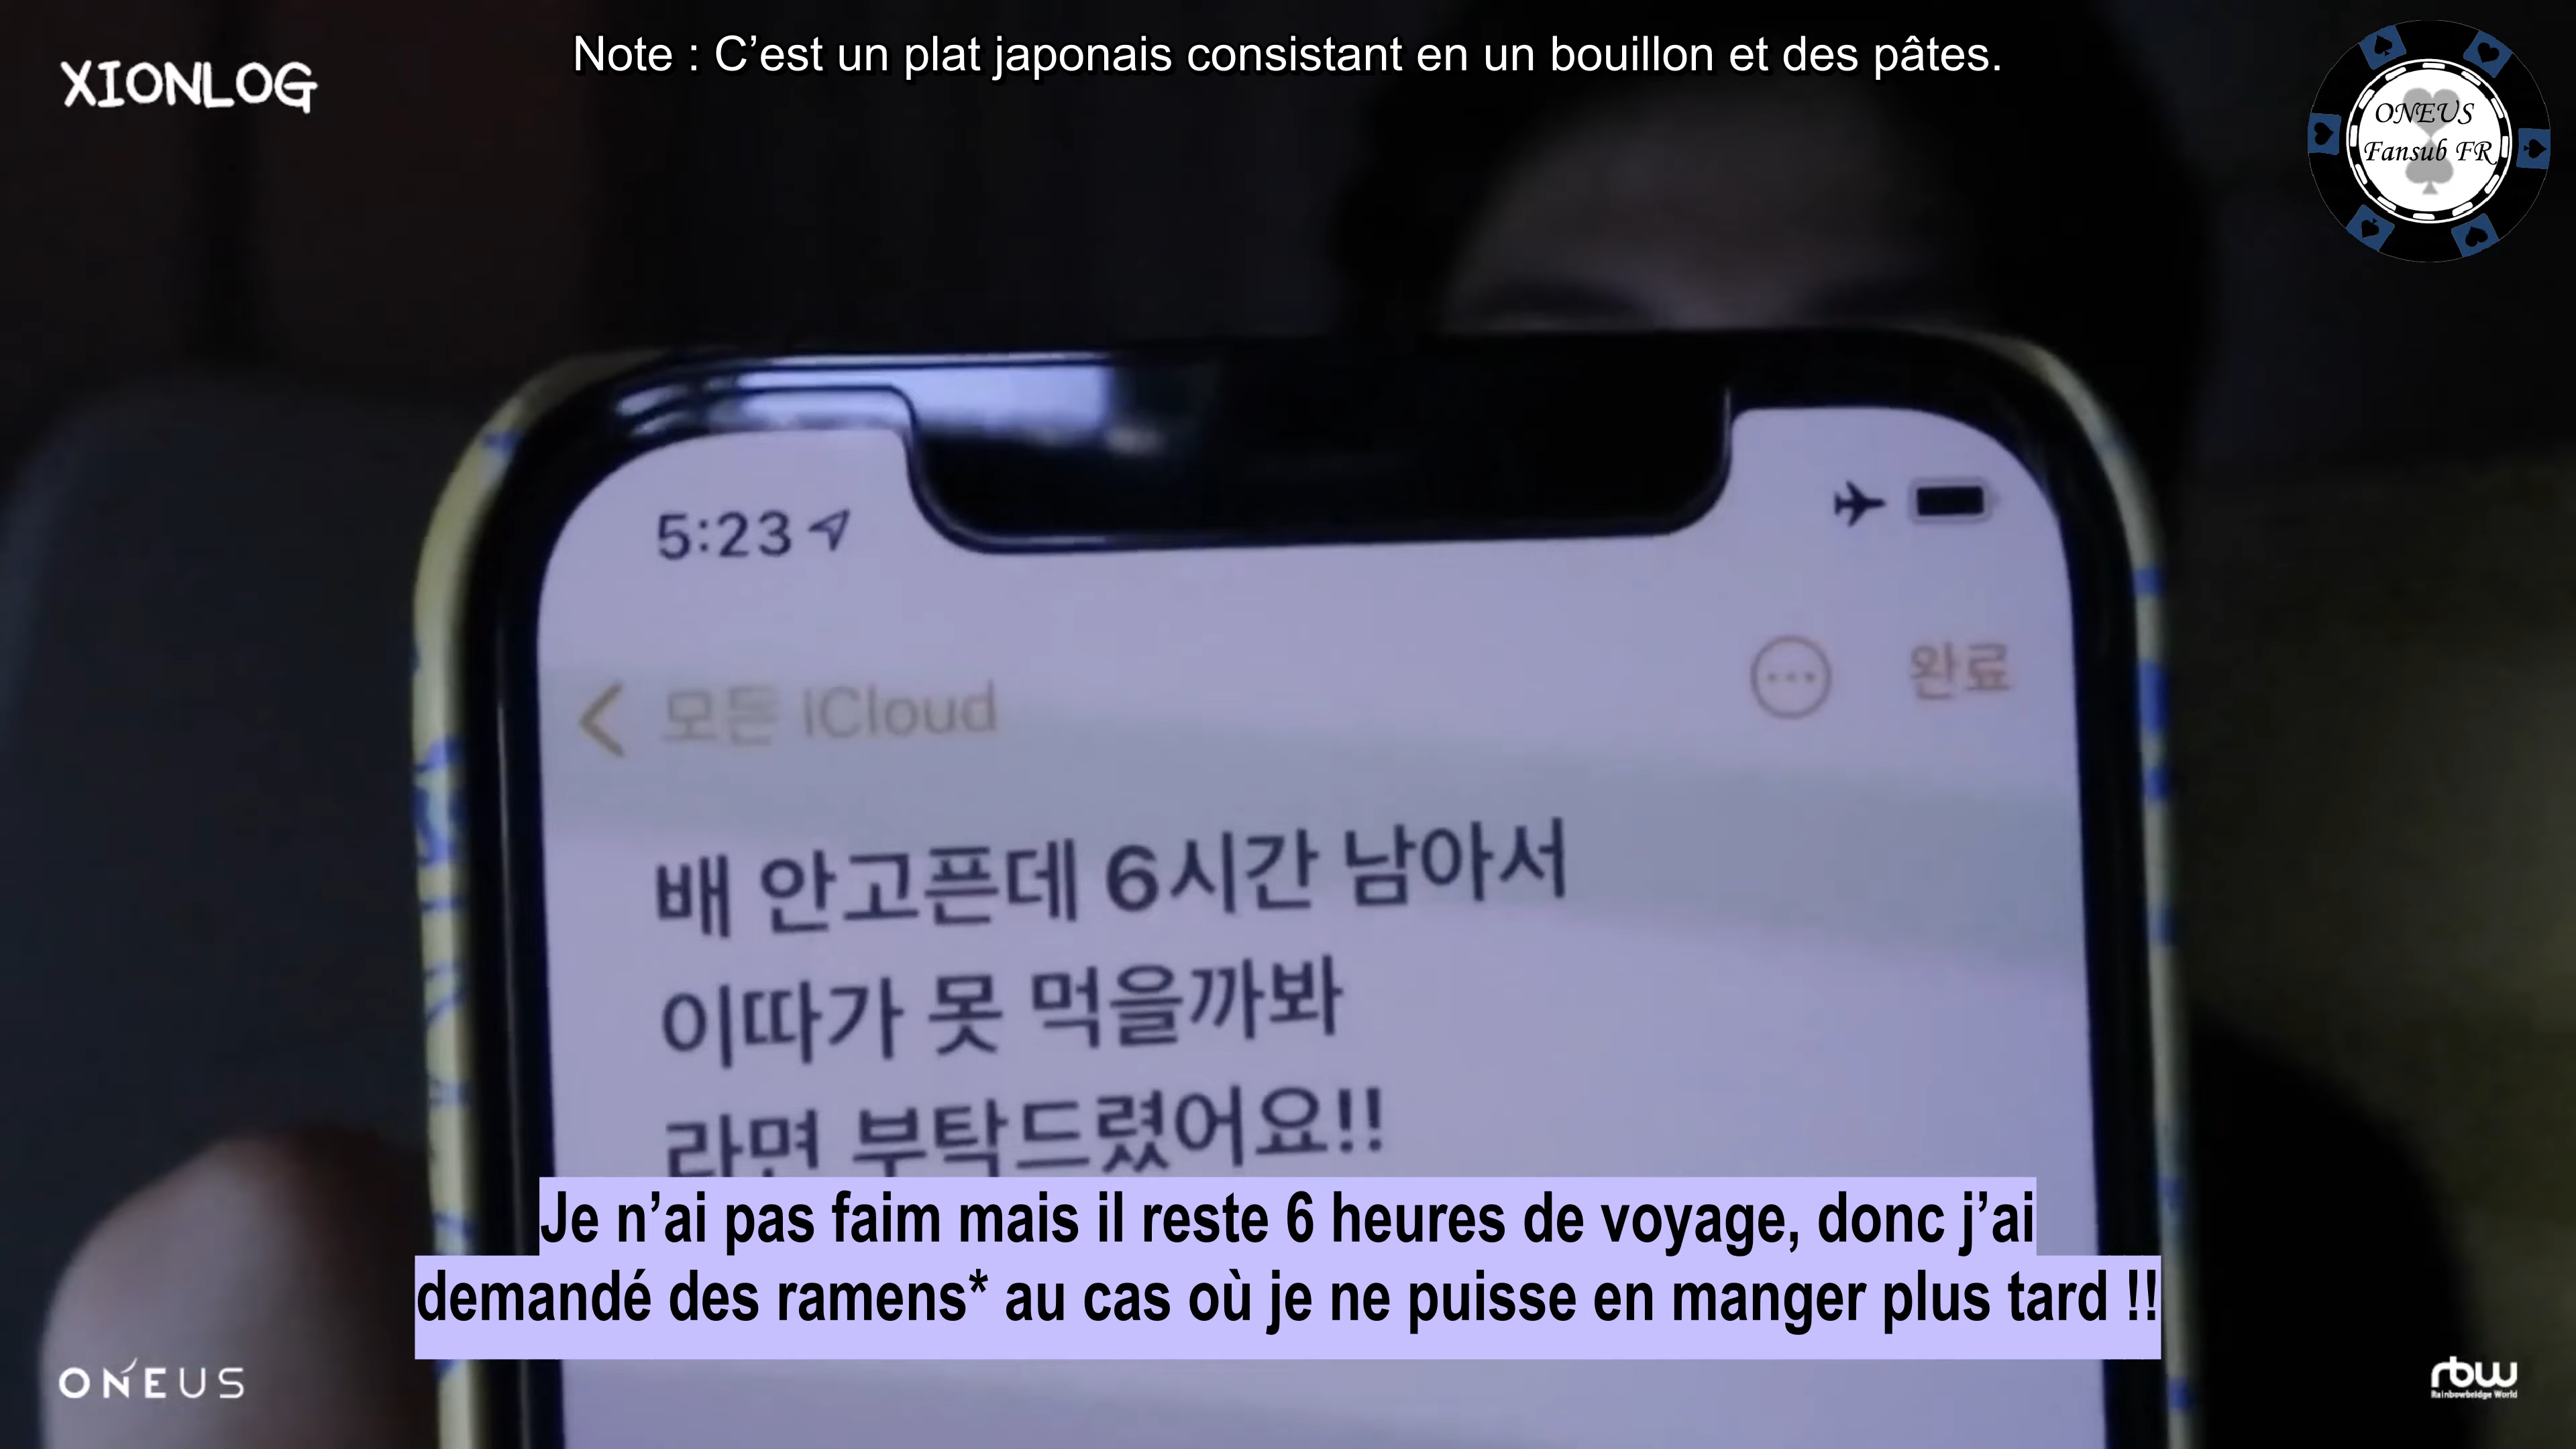 Note : C’est un plat japonais consistant en un bouillon et des pâtes.
XIONLOG
ONEUS
Fansub FR
5:23
모든 iCloud
완료
배 안고픈데 6시간 남아서
이따가 못 먹을까봐
라면 부탁드렸어요!!
Je n’ai pas faim mais il reste 6 heures de voyage, donc j’ai
demandé des ramens* au cas où je ne puisse en manger plus tard !!
ONEUS
rbw
Rainbowbridge World